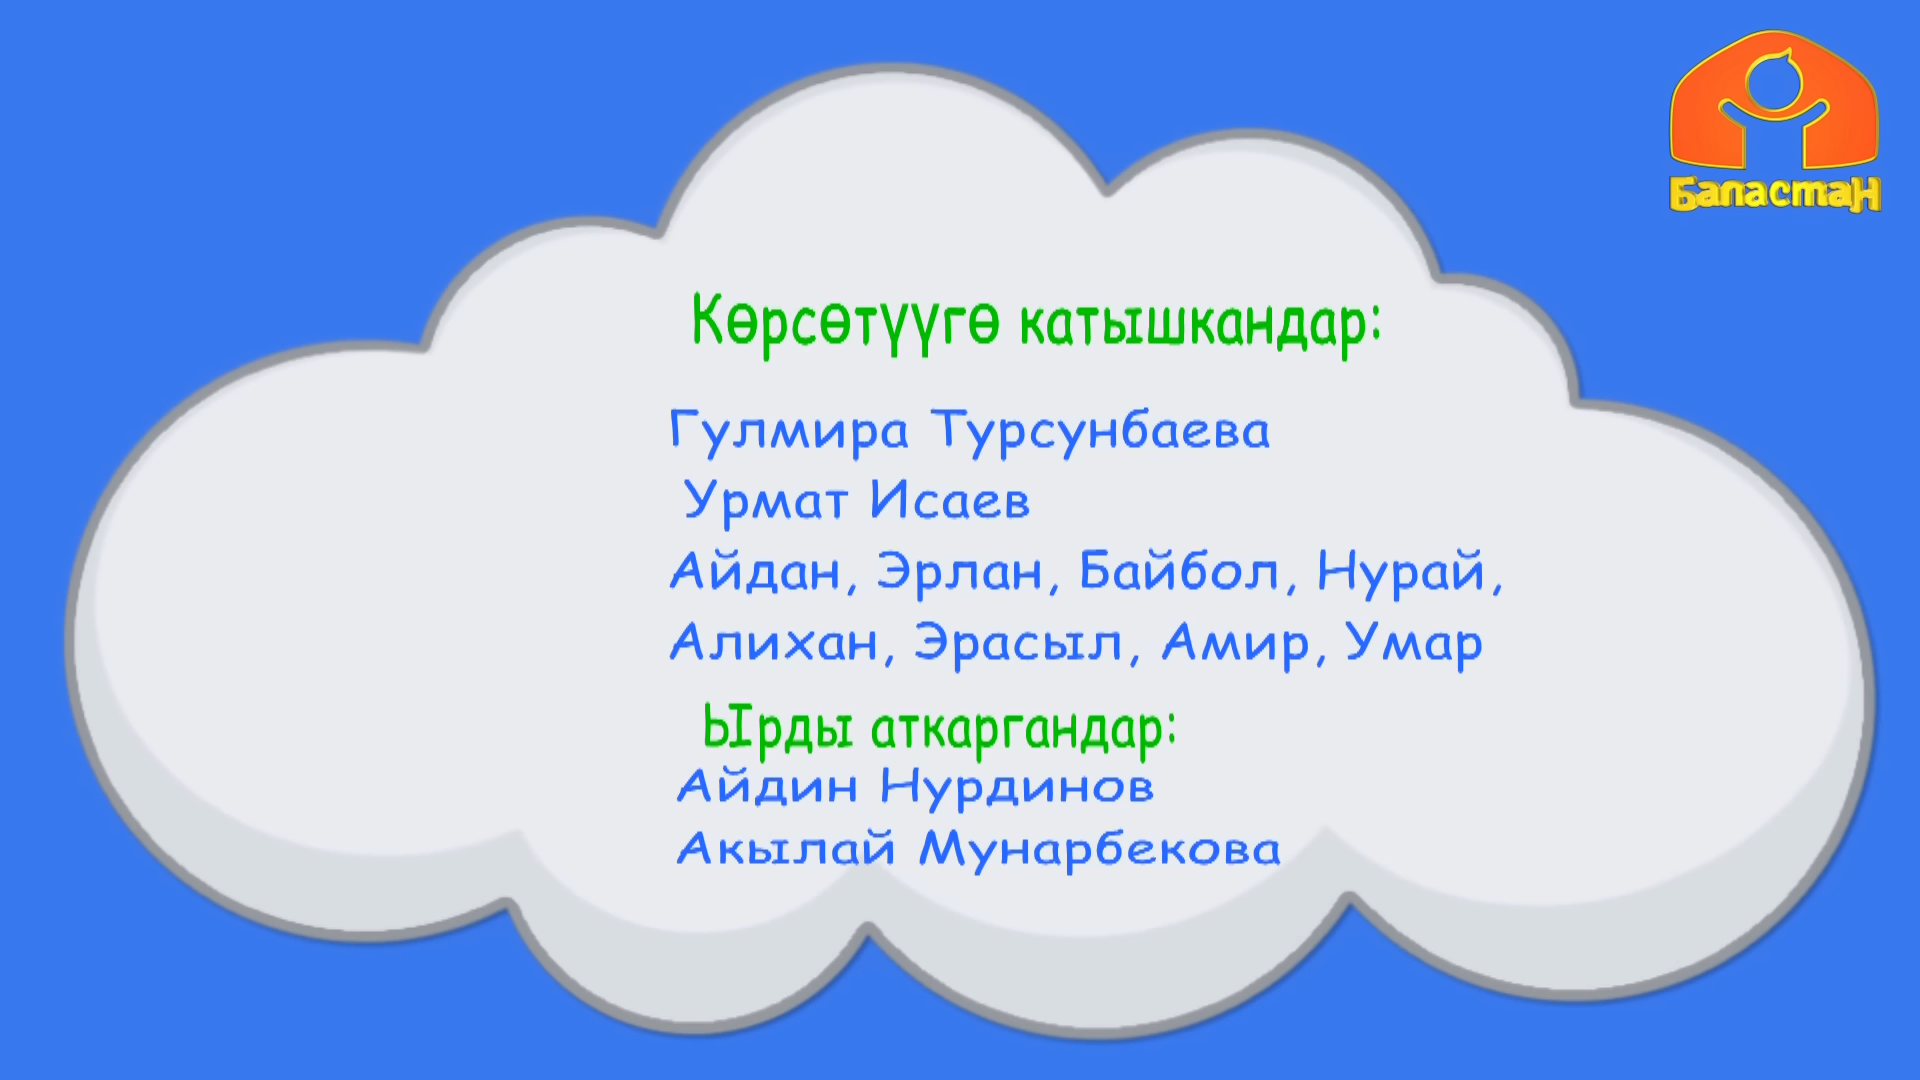 Баластан
Көрсөтүүгө катышкандар:
Гулмира Турсунбаева
Урмат Исаев
Айдан, Эрлан, Байбол, Нурай,
Алихан, Эрасыл, Амир, Умар
Ырды аткаргандар:
Айдин Нурдинов
Акылай Мунарбекова